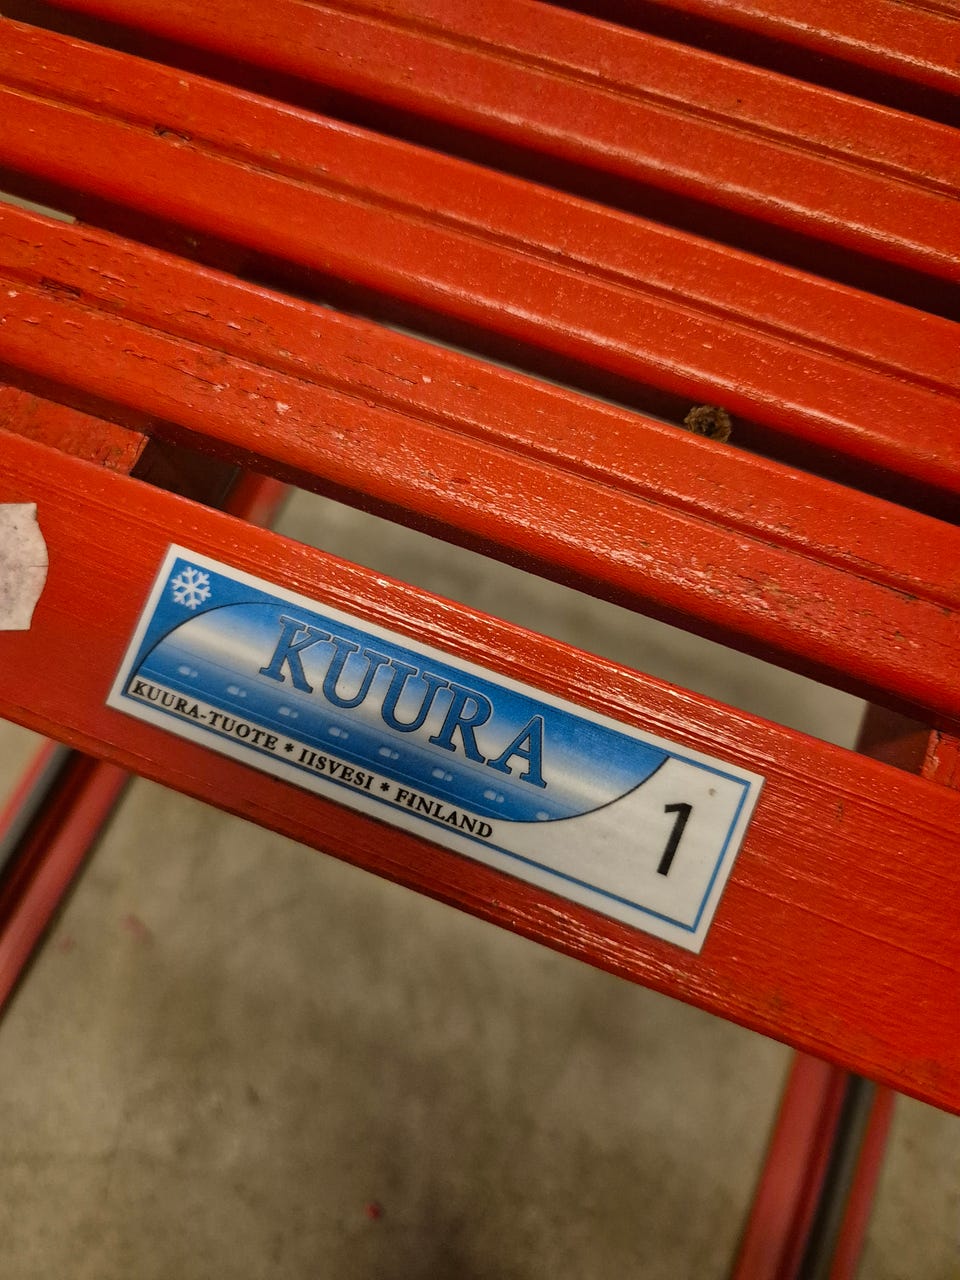 KUURA
KUURA-TUOTE * IISVESI * FINLAND
1